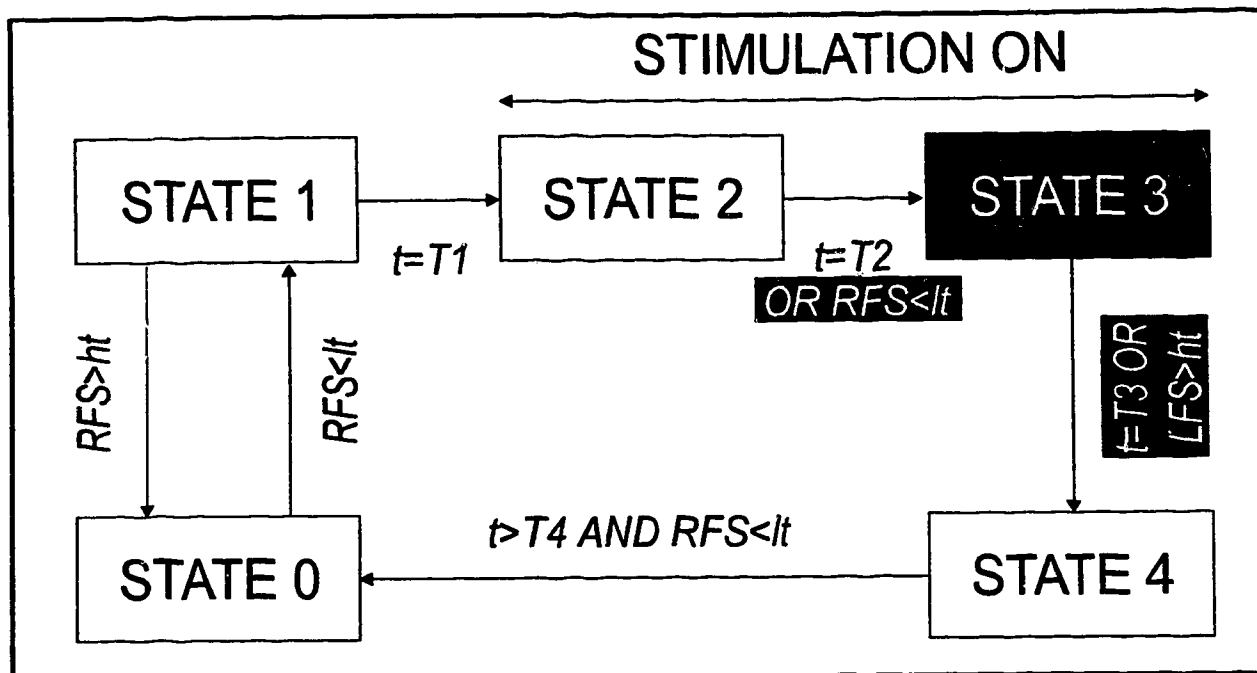 STIMULATION ON
STATE 1
STATE 2
STATE 3
t=T1
t=T2
OR RFS<lt
RFS>ht
RFS<lt
t=T3 OR
LFS>ht
t>T4 AND RFS<lt
STATE 0
STATE 4